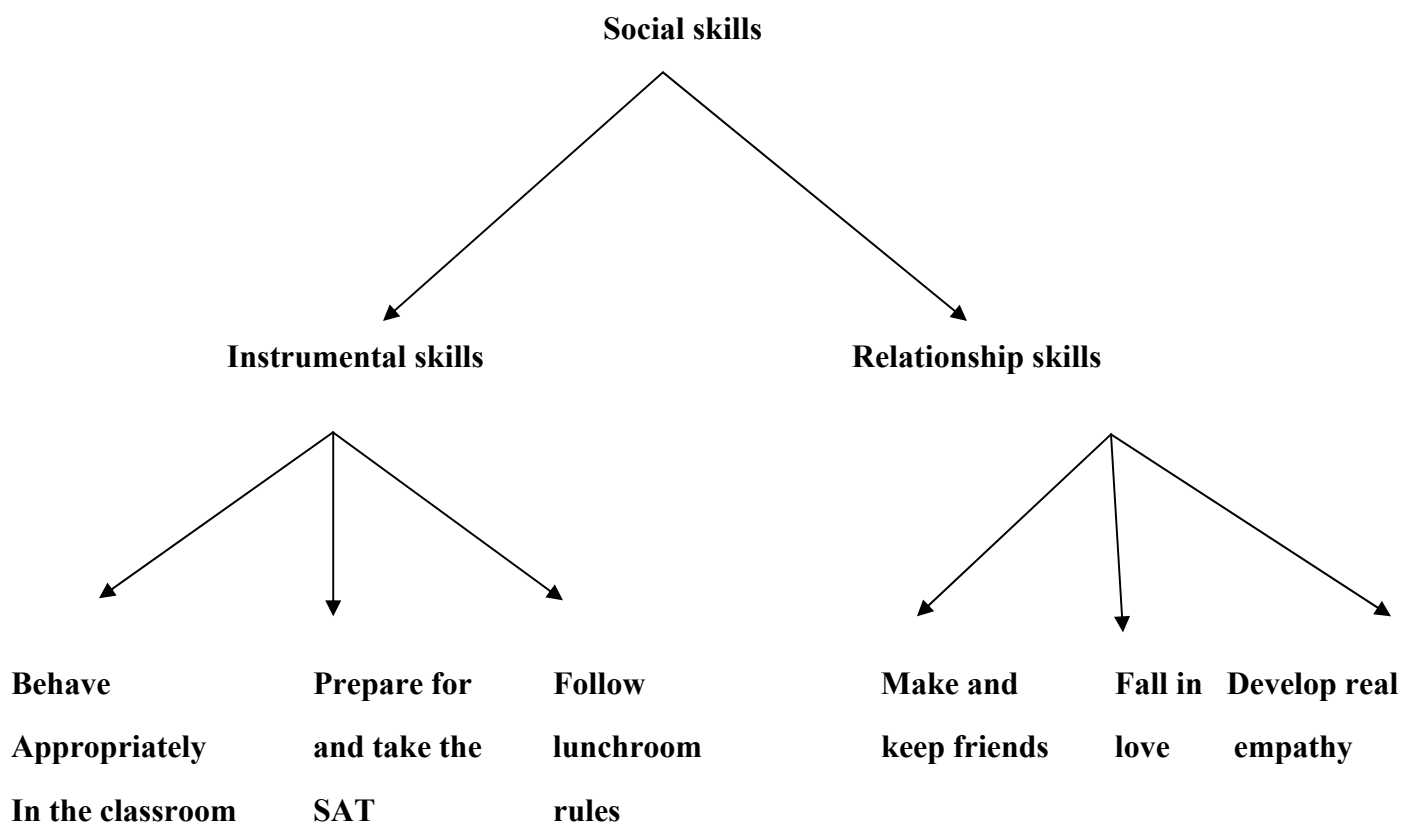 Social skills
Instrumental skills
Relationship skills
Behave
Appropriately
In the classroom
Prepare for
and take the
SAT
Follow
lunchroom
rules
Make and
keep friends
Fall in
love
Develop real
empathy